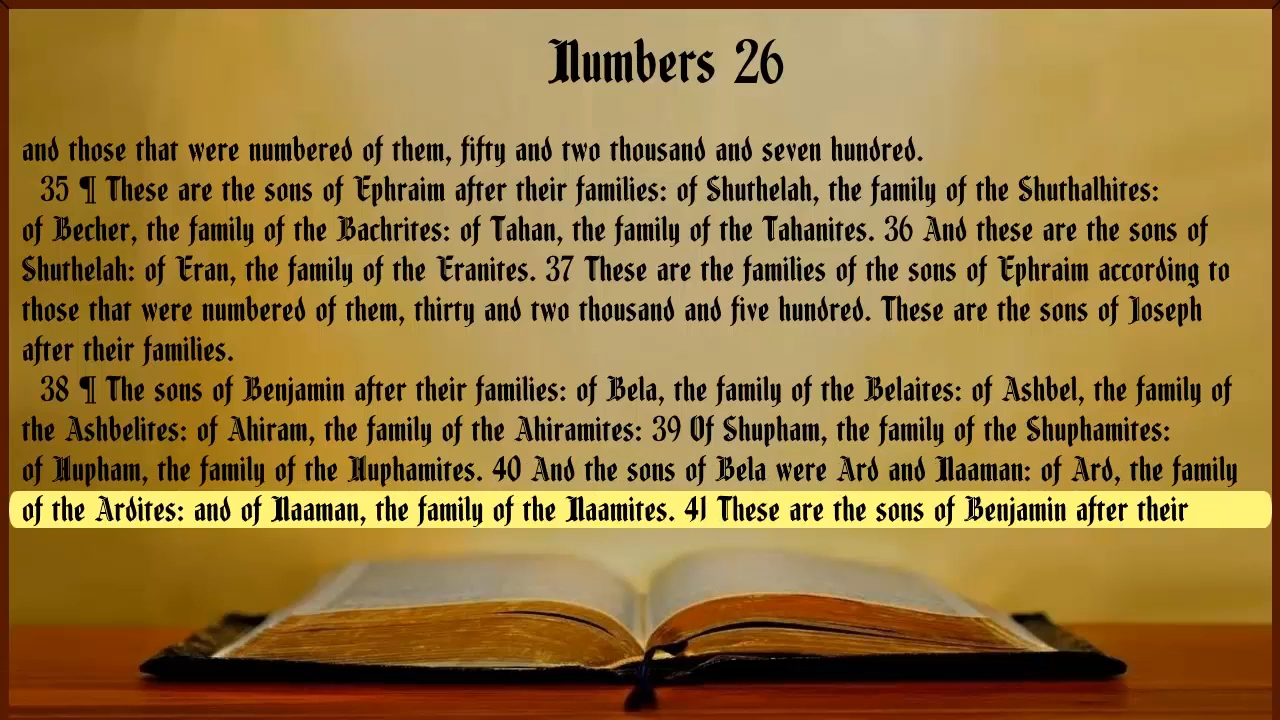 Numbers 26
and those that were numbered of them, fifty and two thousand and seven hundred.
35 ¶ These are the sons of Ephraim after their families: of Shuthelah, the family of the Shuthalhites:
of Becher, the family of the Bachrites: of Tahan, the family of the Tahanites. 36 And these are the sons of
Shuthelah: of Eran, the family of the Eranites. 37 These are the families of the sons of Ephraim according to
those that were numbered of them, thirty and two thousand and five hundred. These are the sons of Joseph
after their families.
38 ¶ The sons of Benjamin after their families: of Bela, the family of the Belaites: of Ashbel, the family of
the Ashbelites: of Ahiram, the family of the Ahiramites: 39 Of Shupham, the family of the Shuphamites:
of Hupham, the family of the Huphamites. 40 And the sons of Bela were Ard and Naaman: of Ard, the family
of the Ardites: and of Naaman, the family of the Naamites. 41 These are the sons of Benjamin after their